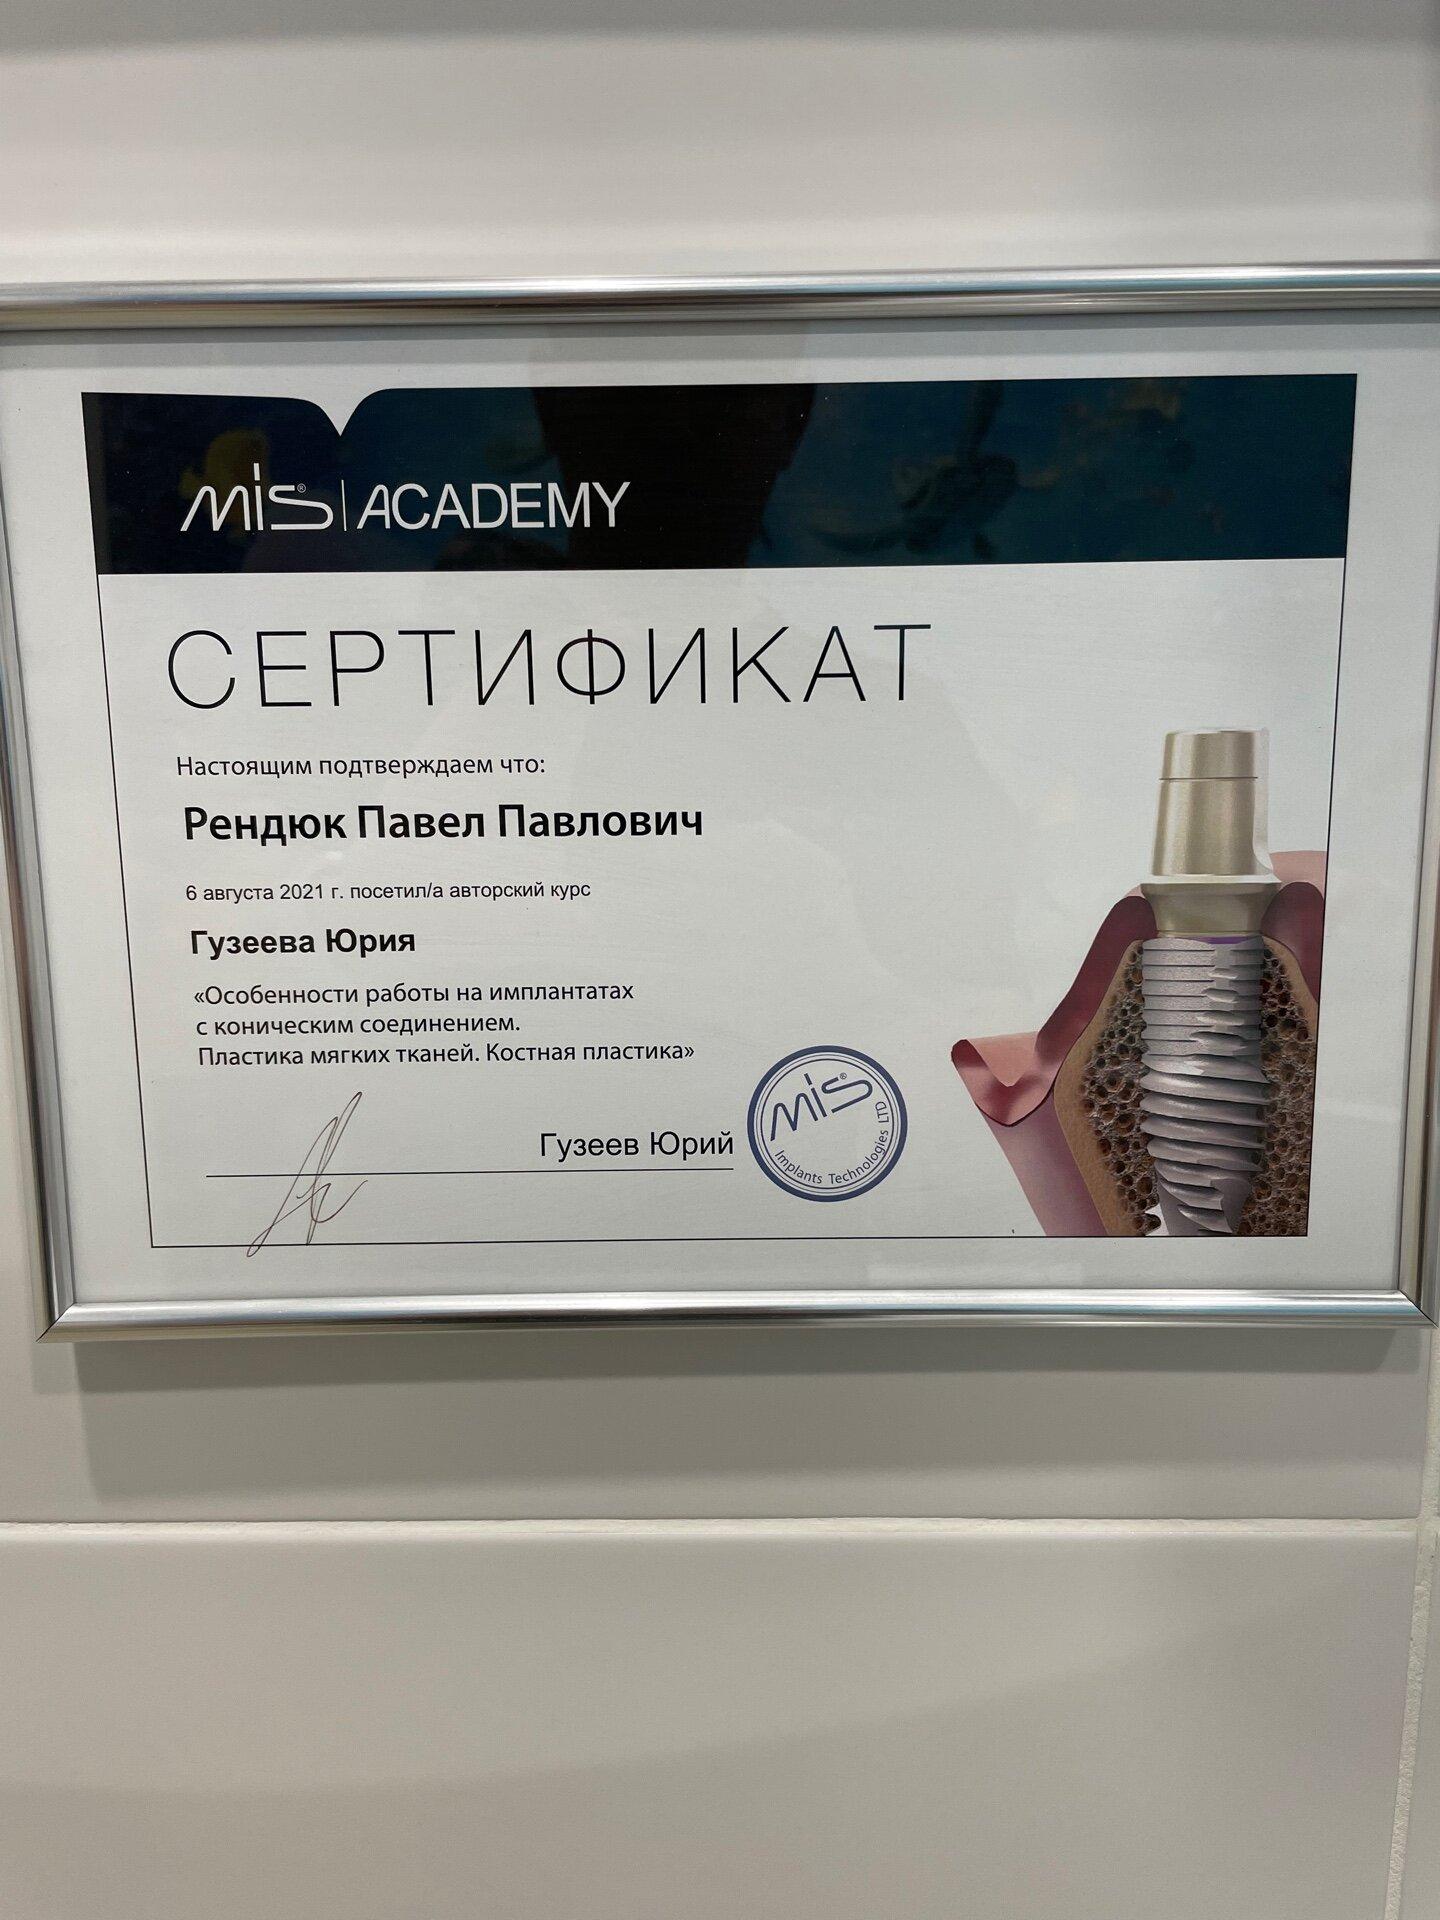 MIS® | ACADEMY
СЕРТИФИКАТ
Настоящим подтверждаем что:
Рендюк Павел Павлович
6 августа 2021 г. посетил/а авторский курс
Гузеева Юрия
«Особенности работы на имплантатах
с коническим соединением.
Пластика мягких тканей. Костная пластика»
Гузеев Юрий
MIS®
Implants Technologies LTD